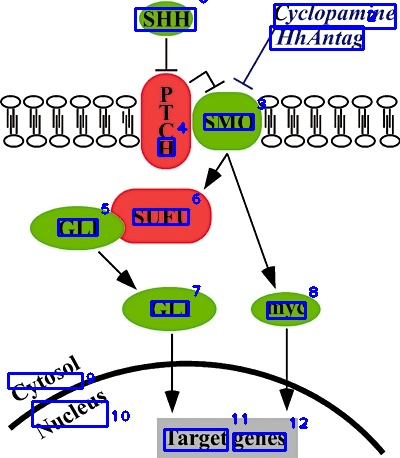 SHH
Cyclopamine
HhAntag
PTCH
SMO
3
4
SUFU
6
GLI
5
GLI
7
myc
8
Cytosol
9
Nucleus
10
Target genes
11
12